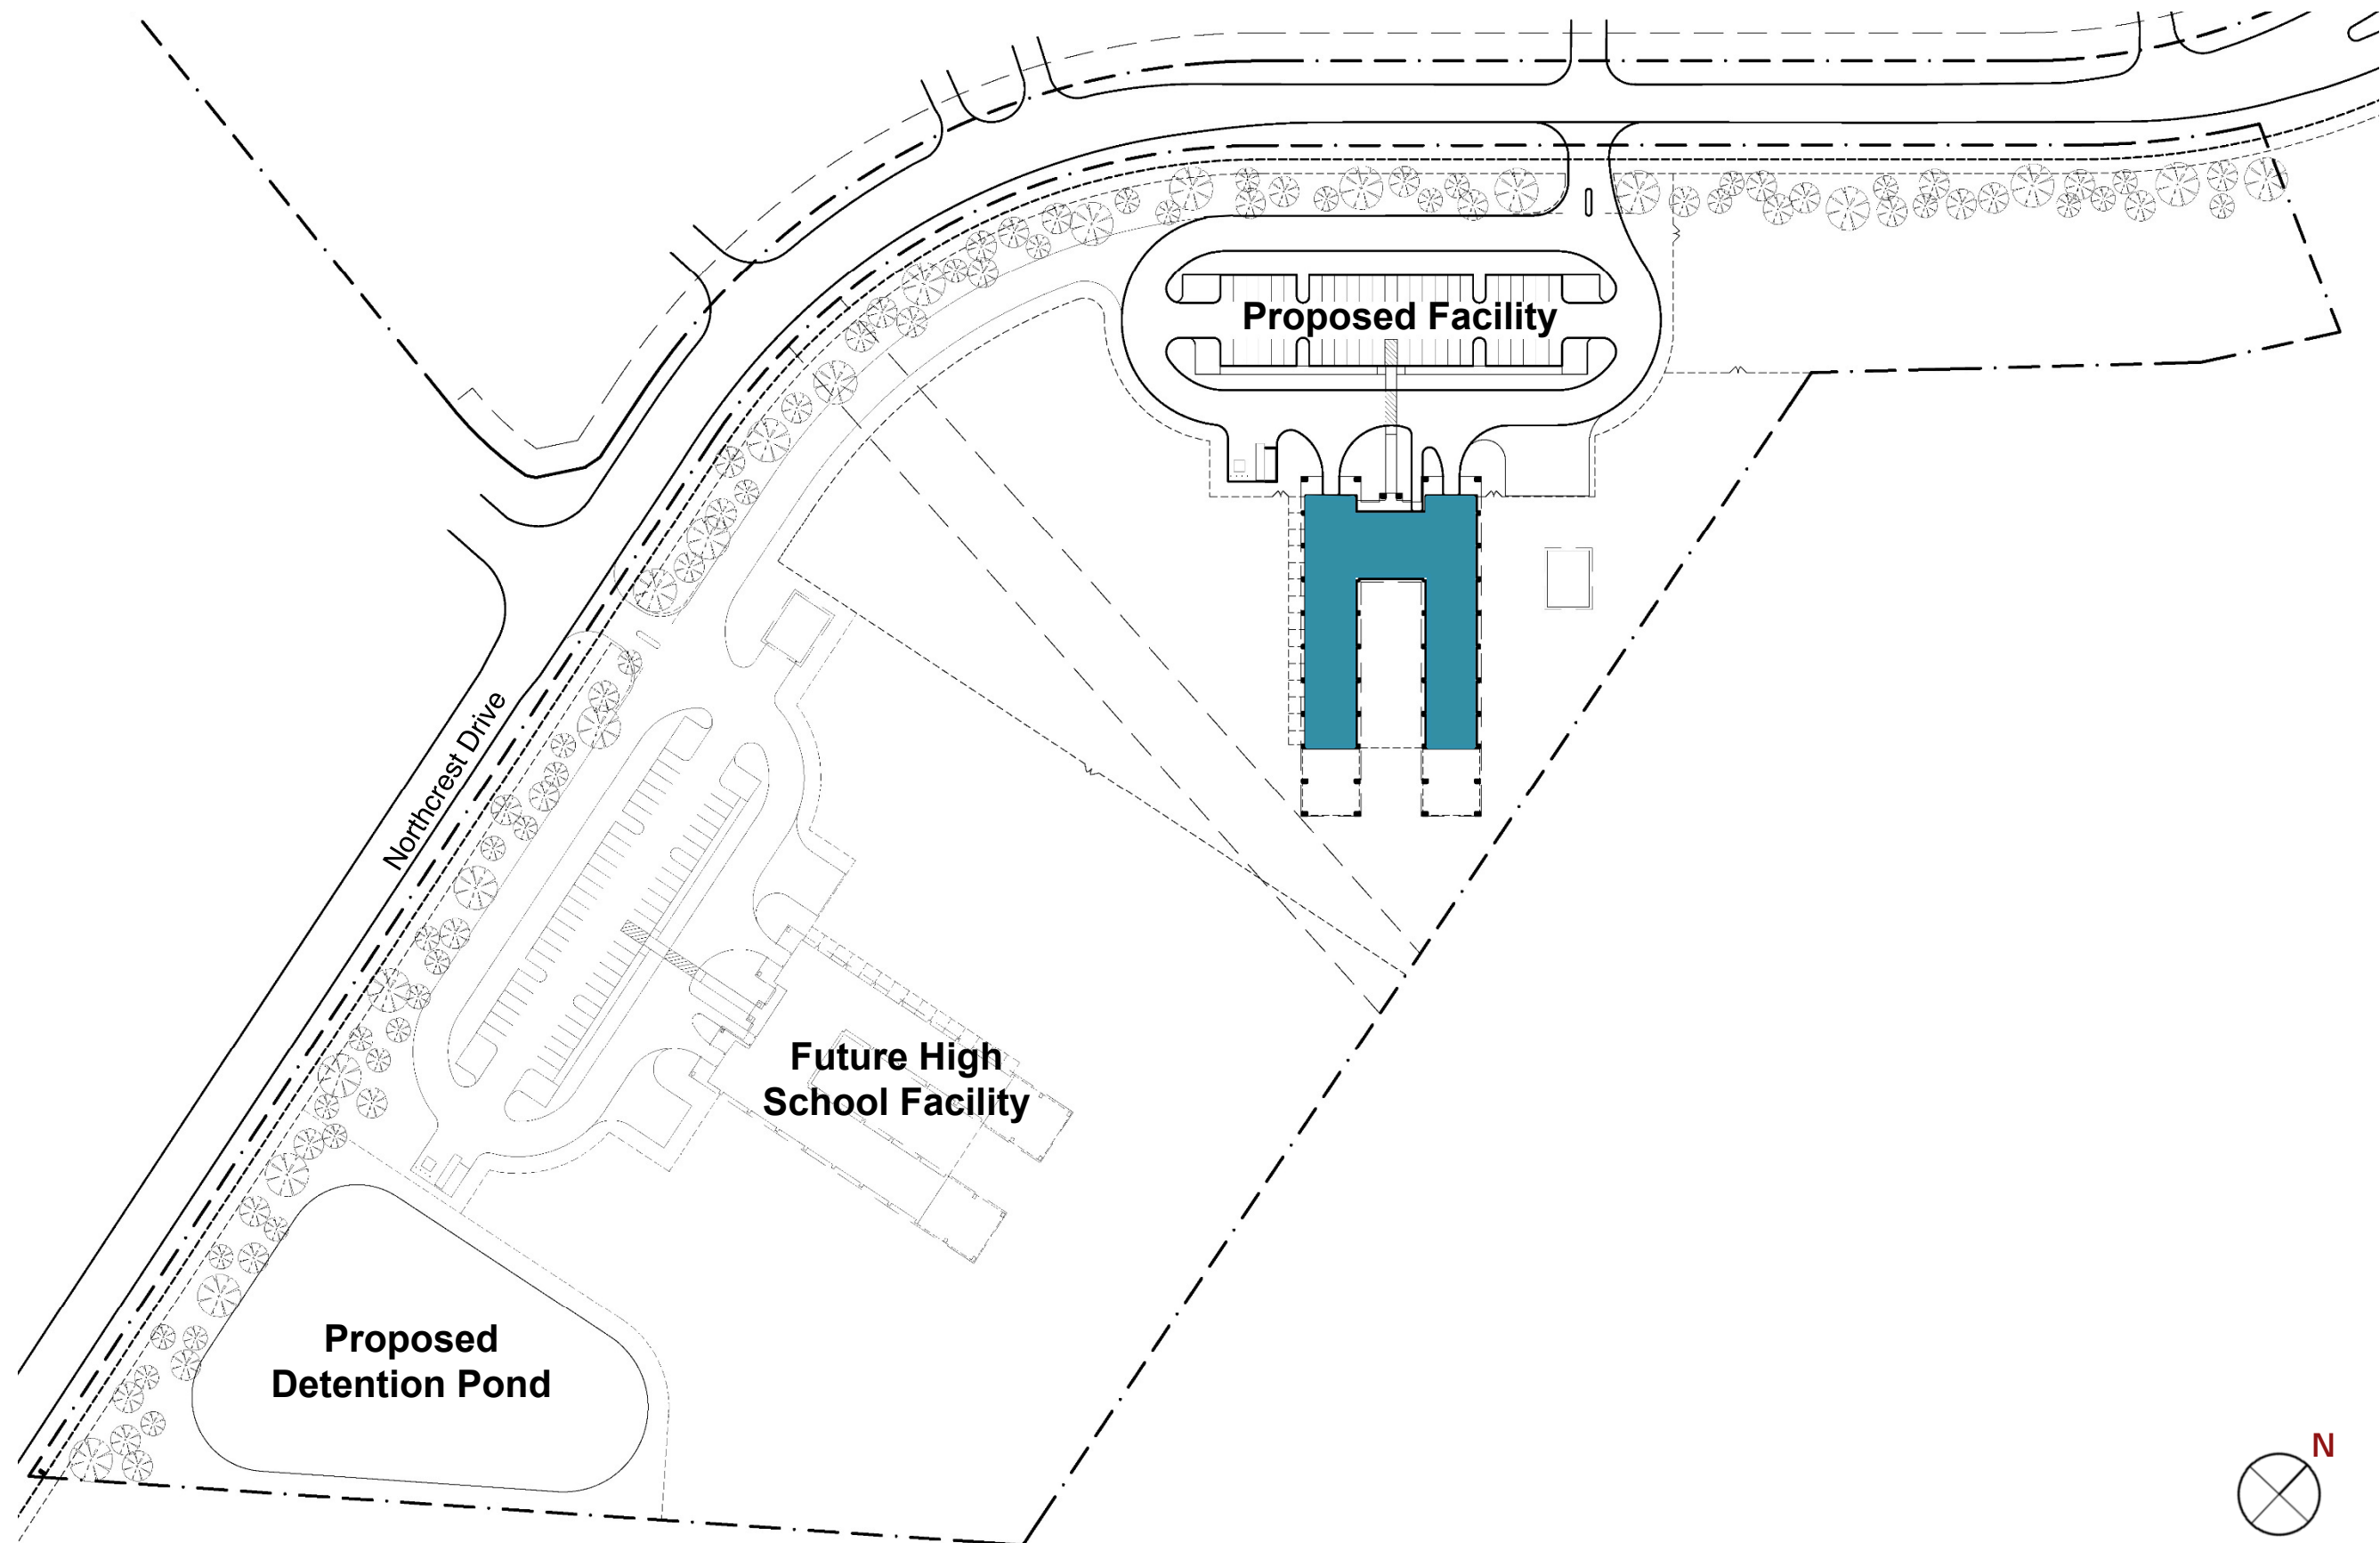 Proposed Facility
Northcrest Drive
Future High
School Facility
Proposed
Detention Pond
N